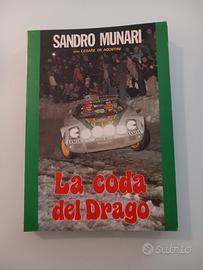 SANDRO MUNARI
con CESARE DE AGOSTINI
La coda
del Drago
subito